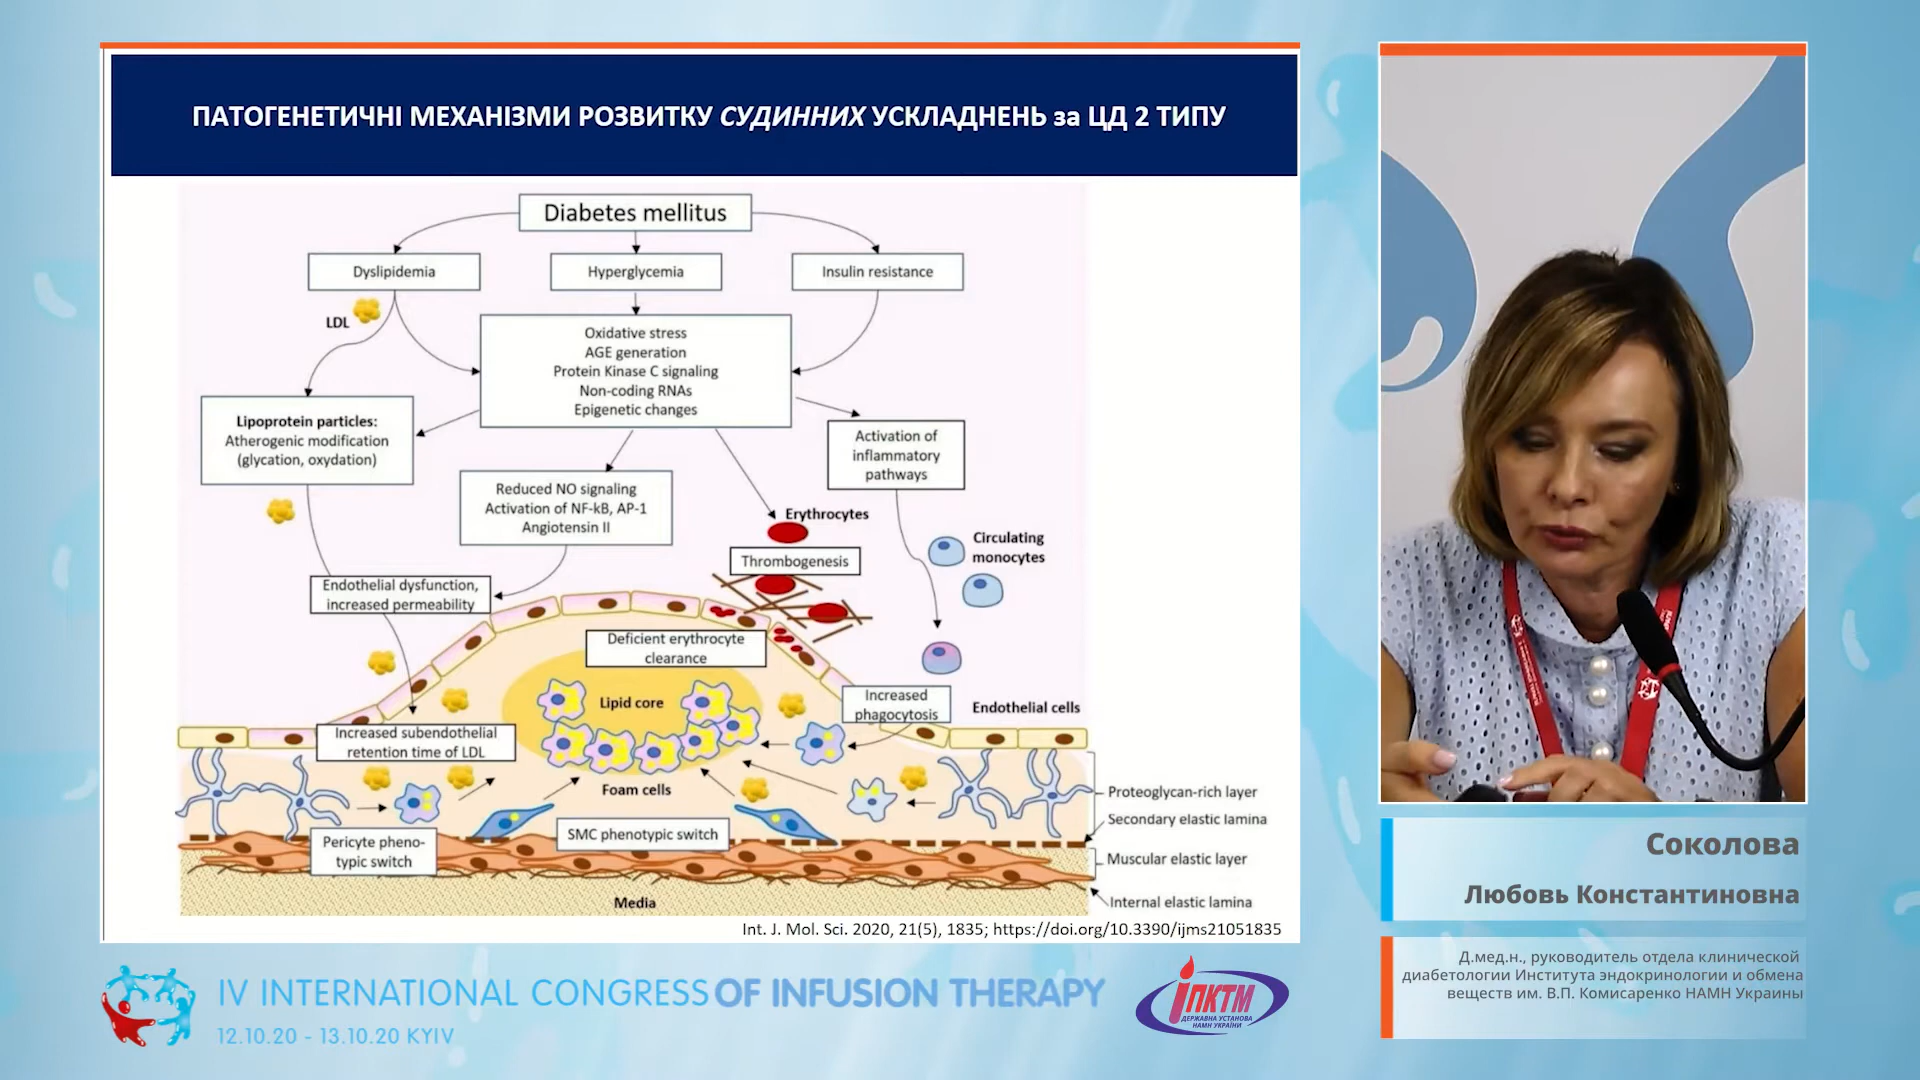 ПАТОГЕНЕТИЧНІ МЕХАНІЗМИ РОЗВИТКУ СУДИННИХ УСКЛАДНЕНЬ за ЦД 2 ТИПУ
Diabetes mellitus
Dyslipidemia
Hyperglycemia
Insulin resistance
LDL
Oxidative stress
AGE generation
Protein Kinase C signaling
Non-coding RNAs
Epigenetic changes
Lipoprotein particles:
Atherogenic modification
(glycation, oxydation)
Activation of
inflammatory
pathways
Reduced NO signaling
Activation of NF-kB, AP-1
Angiotensin II
Erythrocytes
Circulating
monocytes
Thrombogenesis
Endothelial dysfunction,
increased permeability
Deficient erythrocyte
clearance
Lipid core
Increased
phagocytosis
Endothelial cells
Increased subendothelial
retention time of LDL
Foam cells
Proteoglycan-rich layer
Secondary elastic lamina
SMC phenotypic switch
Pericyte pheno-
typic switch
Muscular elastic layer
Internal elastic lamina
Media
Int. J. Mol. Sci. 2020, 21(5), 1835; https://doi.org/10.3390/ijms21051835
Соколова
Любовь Константиновна
Д.мед.н., руководитель отдела клинической
диабетологии Института эндокринологии и обмена
веществ им. В.П. Комисаренко НАМН Украины
IV INTERNATIONAL CONGRESS OF INFUSION THERAPY
12.10.20 - 13.10.20 KYIV
ІПКТМ
ДЕРЖАВНА УСТАНОВА
НАМН УКРАЇНИ